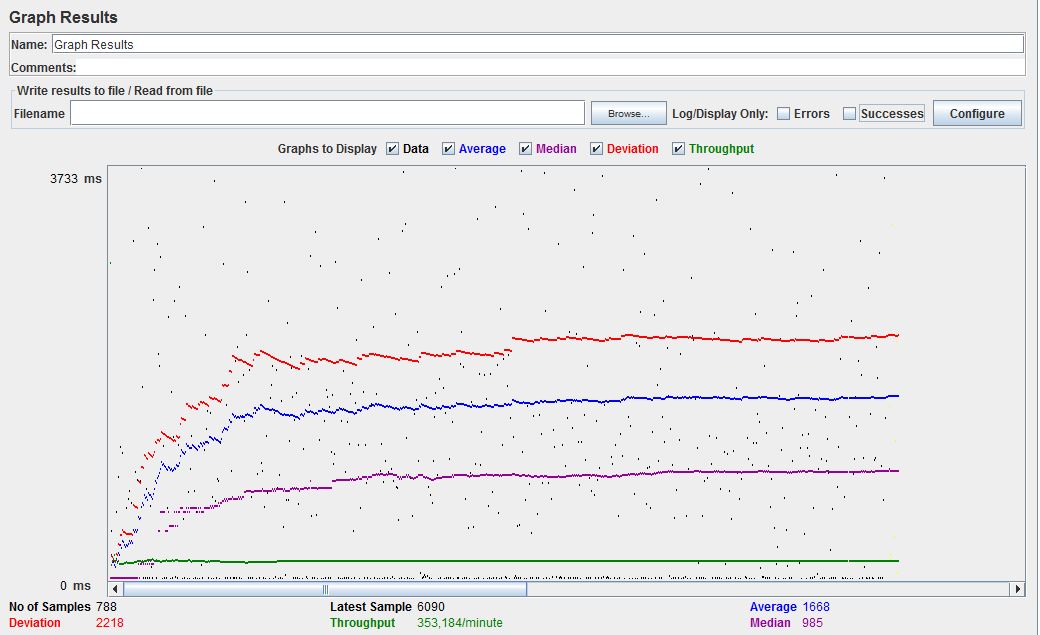 Graph Results
Name: Graph Results
Comments:
Write results to file / Read from file
Filename Browse... Log/Display Only: Errors Successes Configure
Graphs to Display Data Average Median Deviation Throughput
3733 ms
0 ms
No of Samples 788 Latest Sample 6090 Average 1668
Deviation 2218 Throughput 353,184/minute Median 985